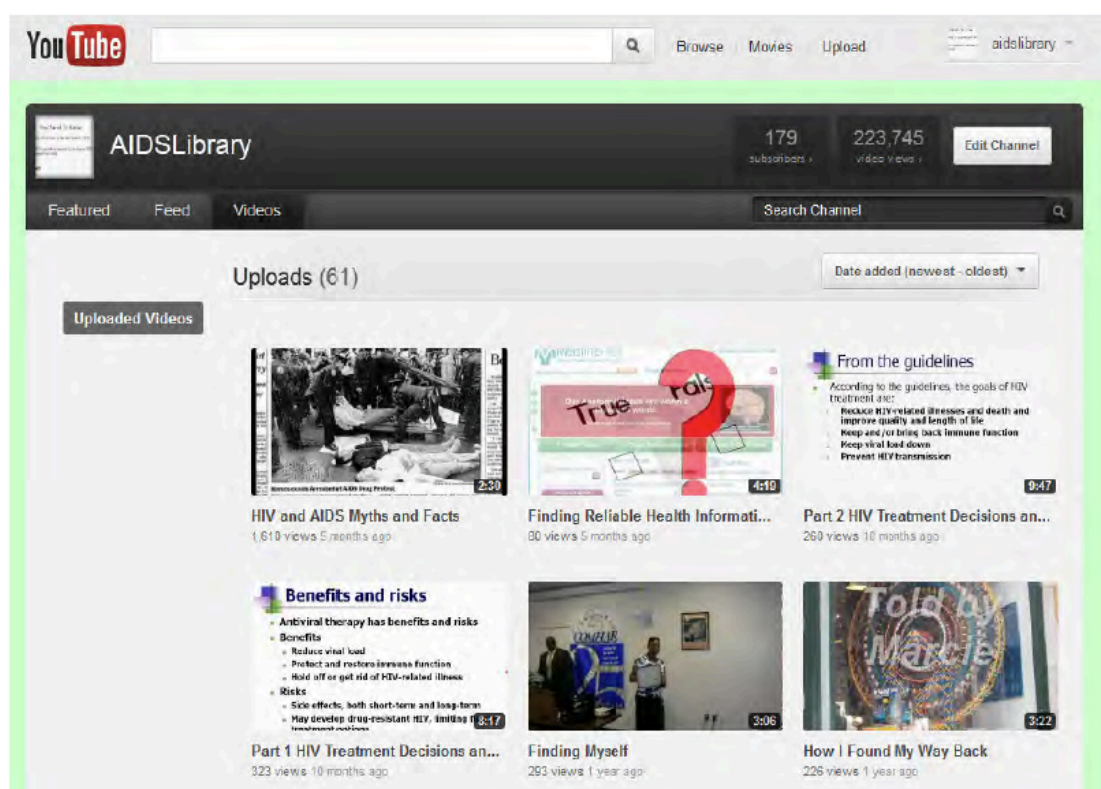 YouTube
Browse Movies Upload aidslibrary
AIDSLibrary
179 subscribers
223,745 video views
Edit Channel
Featured Feed Videos
Search Channel
Uploads (61)
Date added (newest - oldest)
Uploaded Videos
2:30
HIV and AIDS Myths and Facts
1,610 views 5 months ago
True Fals
?
4:19
Finding Reliable Health Informati...
80 views 5 months ago
From the guidelines
According to the guidelines, the goals of HIV
treatment are:
Reduce HIV-related illnesses and death and
improve quality and length of life
Keep and/or bring back immune function
Keep viral load down
Prevent HIV transmission
9:47
Part 2 HIV Treatment Decisions an...
260 views 10 months ago
Benefits and risks
Antiviral therapy has benefits and risks
Benefits
Reduce viral load
Protect and restore immune function
Hold off or get rid of HIV-related illness
Risks
Side effects, both short-term and long-term
May develop drug-resistant HIV, limiting
treatment options
8:17
Part 1 HIV Treatment Decisions an...
323 views 10 months ago
COMHAR
25
3:06
Finding Myself
293 views 1 year ago
Told by
Marcie
3:22
How I Found My Way Back
226 views 1 year ago